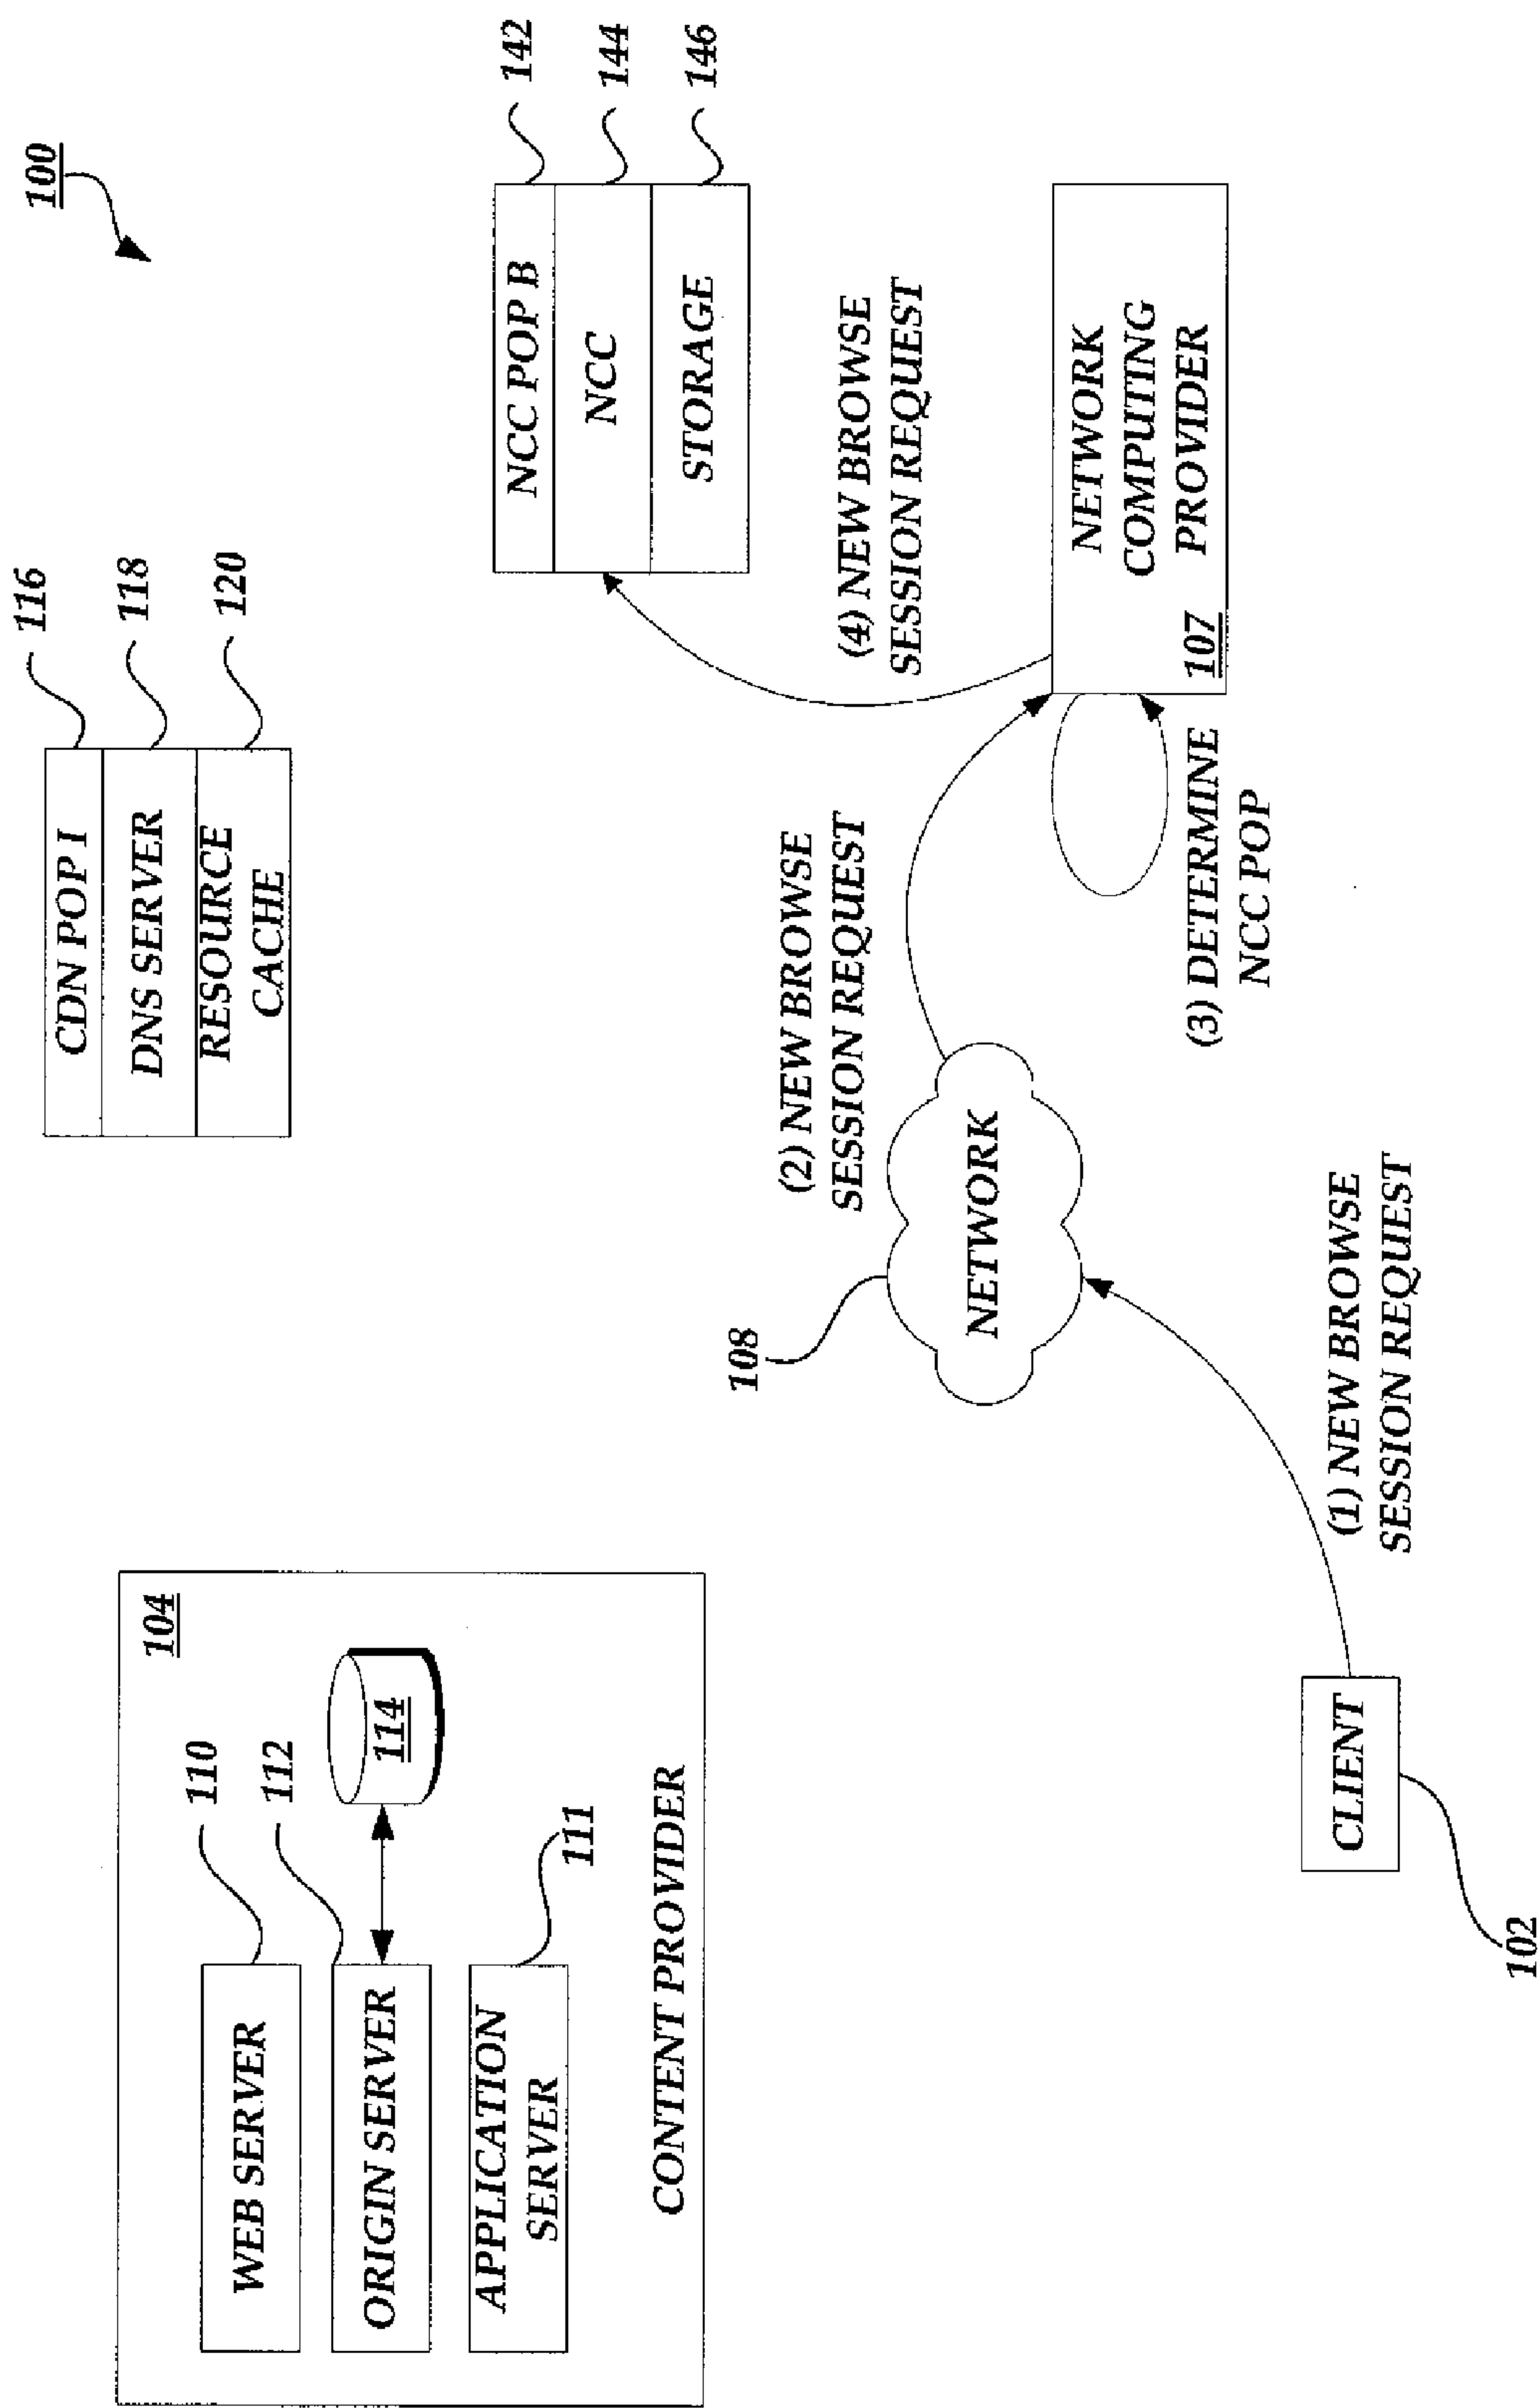 100
104
WEB SERVER
110
ORIGIN SERVER
112
114
APPLICATION
SERVER
111
CONTENT PROVIDER
CDN POP I
116
DNS SERVER
118
RESOURCE
CACHE
120
NCC POP B
142
NCC
144
STORAGE
146
108
NETWORK
(2) NEW BROWSE
SESSION REQUEST
(4) NEW BROWSE
SESSION REQUEST
NETWORK
COMPUTING
PROVIDER
107
(3) DETERMINE
NCC POP
CLIENT
102
(1) NEW BROWSE
SESSION REQUEST